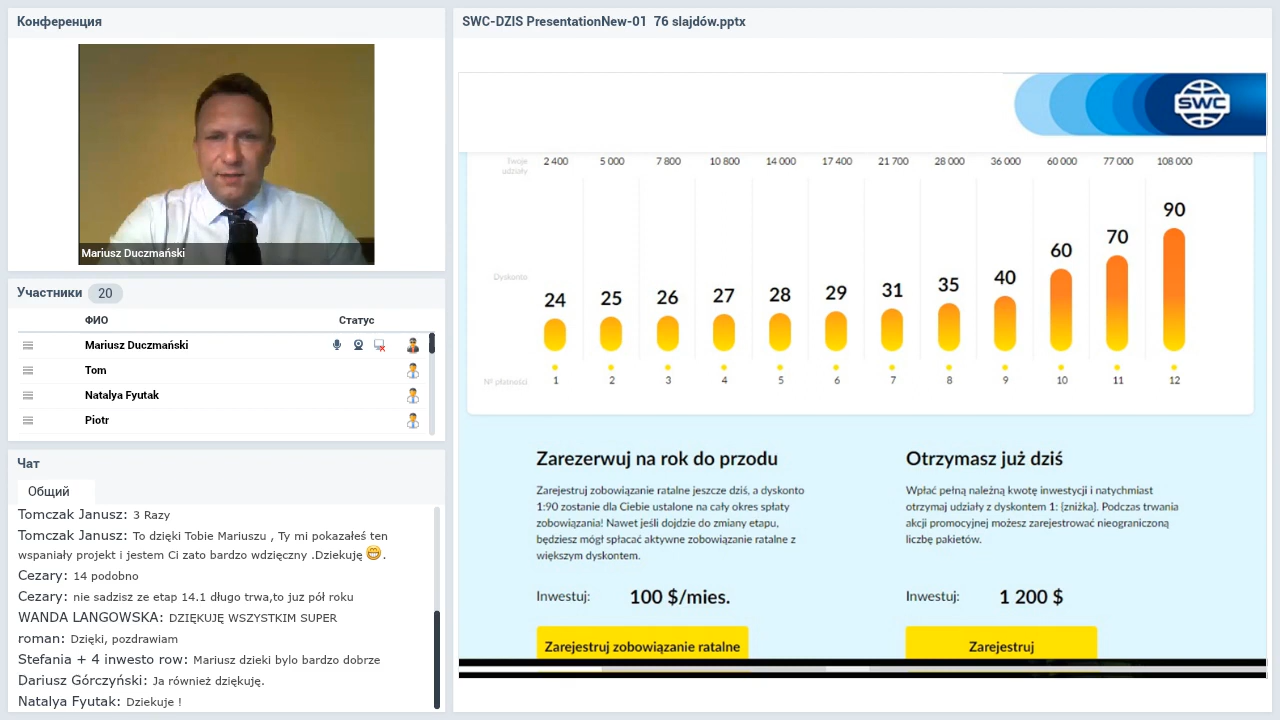 Конференция
Mariusz Duczmański
Участники 20
ФИО Статус
Mariusz Duczmański
Tom
Natalya Fyutak
Piotr
Чат
Общий
Tomczak Janusz: 3 Razy
Tomczak Janusz: To dzięki Tobie Mariuszu , Ty mi pokazałeś ten
wspaniały projekt i jestem Ci zato bardzo wdzięczny .Dziekuję 😁.
Cezary: 14 podobno
Cezary: nie sadzisz ze etap 14.1 długo trwa,to juz pół roku
WANDA LANGOWSKA: DZIĘKUJĘ WSZYSTKIM SUPER
roman: Dzięki, pozdrawiam
Stefania + 4 inwesto row: Mariusz dzieki bylo bardzo dobrze
Dariusz Górczyński: Ja również dziękuję.
Natalya Fyutak: Dziekuje !
SWC-DZIS PresentationNew-01 76 slajdów.pptx
SWC
Twoje
udziały
2 400 5 000 7 800 10 800 14 000 17 400 21 700 28 000 36 000 60 000 77 000 108 000
Dyskonto
24 25 26 27 28 29 31 35 40 60 70 90
Nº płatności
1 2 3 4 5 6 7 8 9 10 11 12
Zarezerwuj na rok do przodu
Zarejestruj zobowiązanie ratalne jeszcze dziś, a dyskonto
1:90 zostanie dla Ciebie ustalone na cały okres spłaty
zobowiązania! Nawet jeśli dojdzie do zmiany etapu,
będziesz mógł spłacać aktywne zobowiązanie ratalne z
większym dyskontem.
Inwestuj: 100 $/mies.
Zarejestruj zobowiązanie ratalne
Otrzymasz już dziś
Wpłać pełną należną kwotę inwestycji i natychmiast
otrzymaj udziały z dyskontem 1: [zniżka]. Podczas trwania
akcji promocyjnej możesz zarejestrować nieograniczoną
liczbę pakietów.
Inwestuj: 1 200 $
Zarejestruj